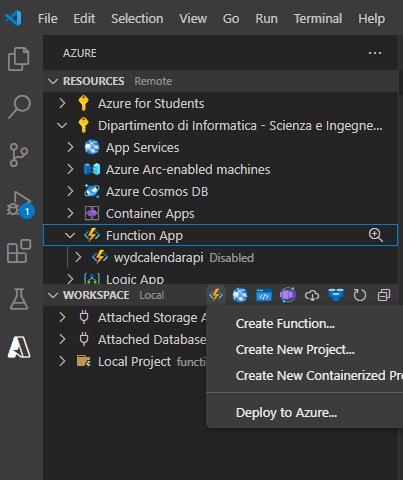 File Edit Selection View Go Run Terminal Help
AZURE
RESOURCES Remote
Azure for Students
Dipartimento di Informatica - Scienza e Ingegne...
App Services
Azure Arc-enabled machines
Azure Cosmos DB
Container Apps
Function App
wydcalendarapi Disabled
Logic App
WORKSPACE Local
Attached Storage A
Attached Database
Local Project functi
Create Function...
Create New Project...
Create New Containerized Pr
Deploy to Azure...
1